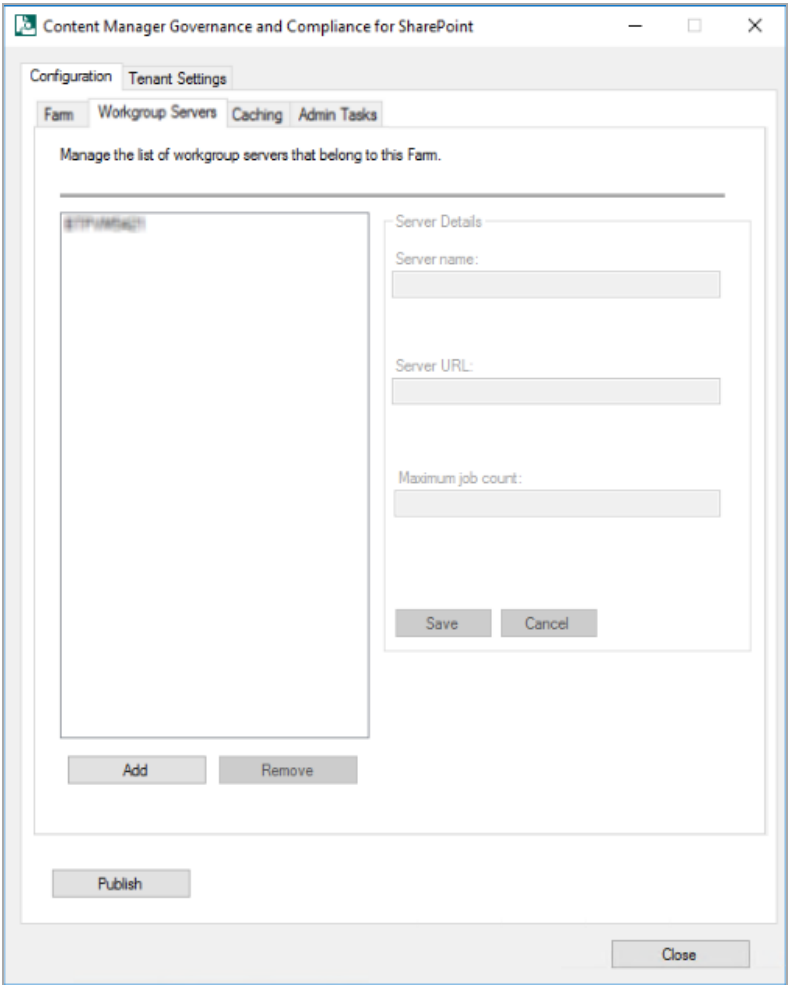 Content Manager Governance and Compliance for SharePoint
Configuration Tenant Settings
Farm Workgroup Servers Caching Admin Tasks
Manage the list of workgroup servers that belong to this Farm.
Server Details
Server name:
Server URL:
Maximum job count:
Save Cancel
Add Remove
Publish
Close